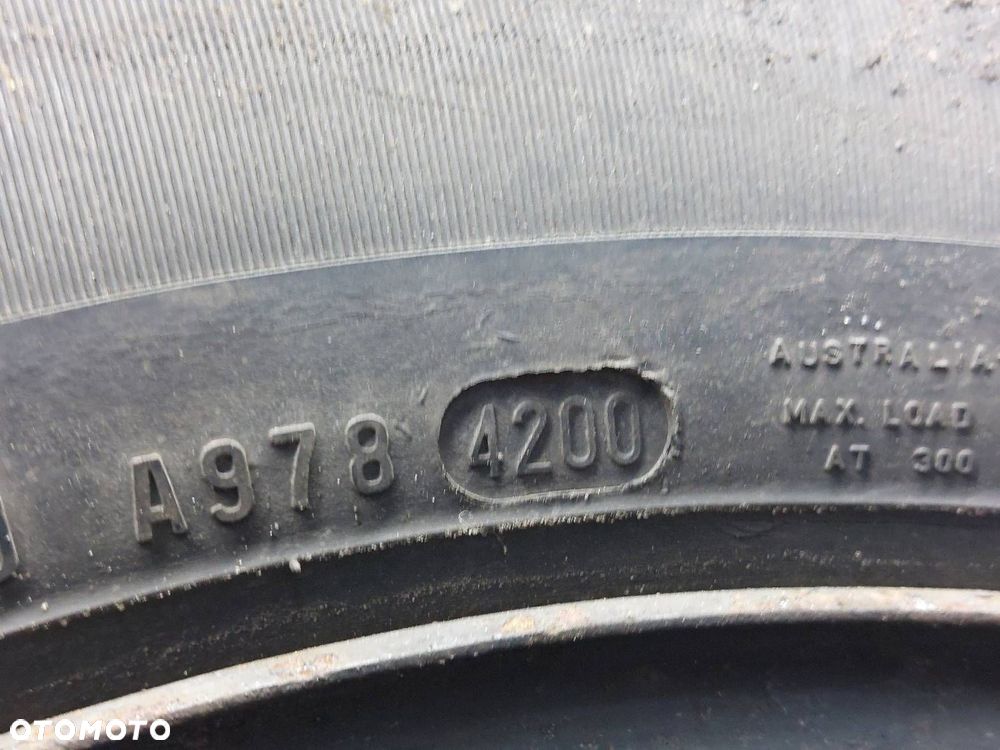 A978 4200
AUSTRALIA-
MAX. LOAD
AT 300
OTOMOTO